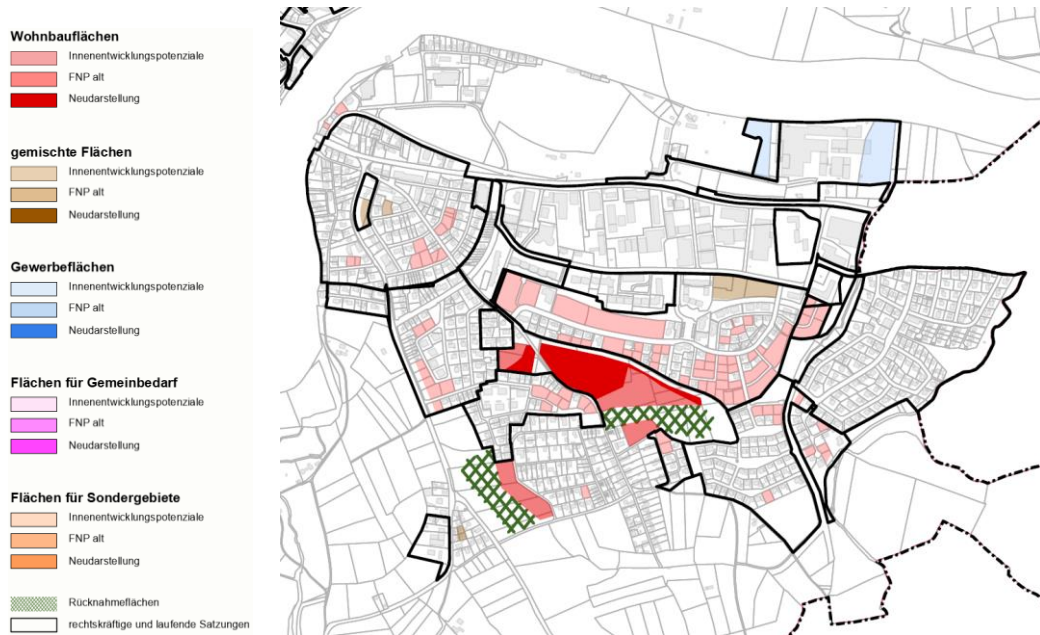 Wohnbauflächen
Innenentwicklungspotenziale
FNP alt
Neudarstellung
gemischte Flächen
Innenentwicklungspotenziale
FNP alt
Neudarstellung
Gewerbeflächen
Innenentwicklungspotenziale
FNP alt
Neudarstellung
Flächen für Gemeinbedarf
Innenentwicklungspotenziale
FNP alt
Neudarstellung
Flächen für Sondergebiete
Innenentwicklungspotenziale
FNP alt
Neudarstellung
Rücknahmeflächen
rechtskräftige und laufende Satzungen